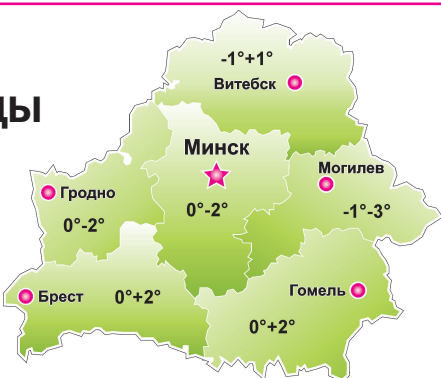 -1°+1°
Витебск
ды
Минск
Могилев
Гродно
0°-2°
-1°-3°
0°-2°
Брест
0°+2°
Гомель
0°+2°